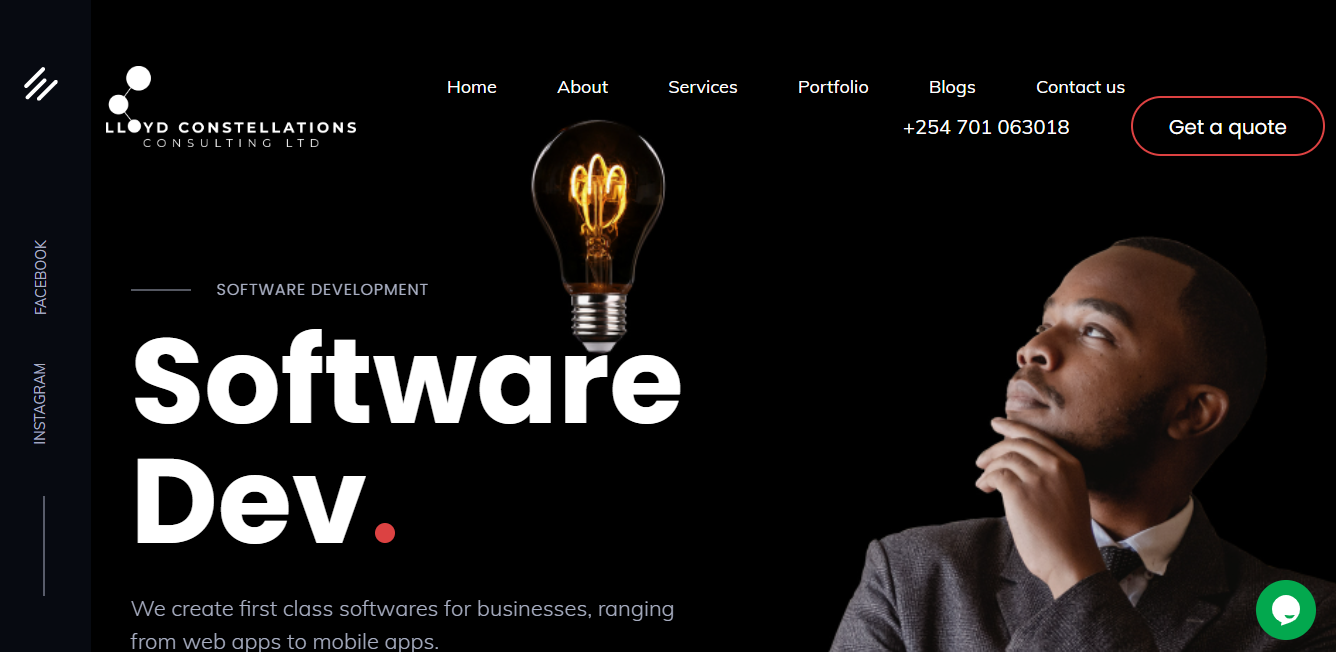 LLOYD CONSTELLATIONS
CONSULTING LTD
Home About Services Portfolio Blogs Contact us
+254 701 063018
Get a quote
FACEBOOK
INSTAGRAM
SOFTWARE DEVELOPMENT
Software
Dev.
We create first class softwares for businesses, ranging
from web apps to mobile apps.